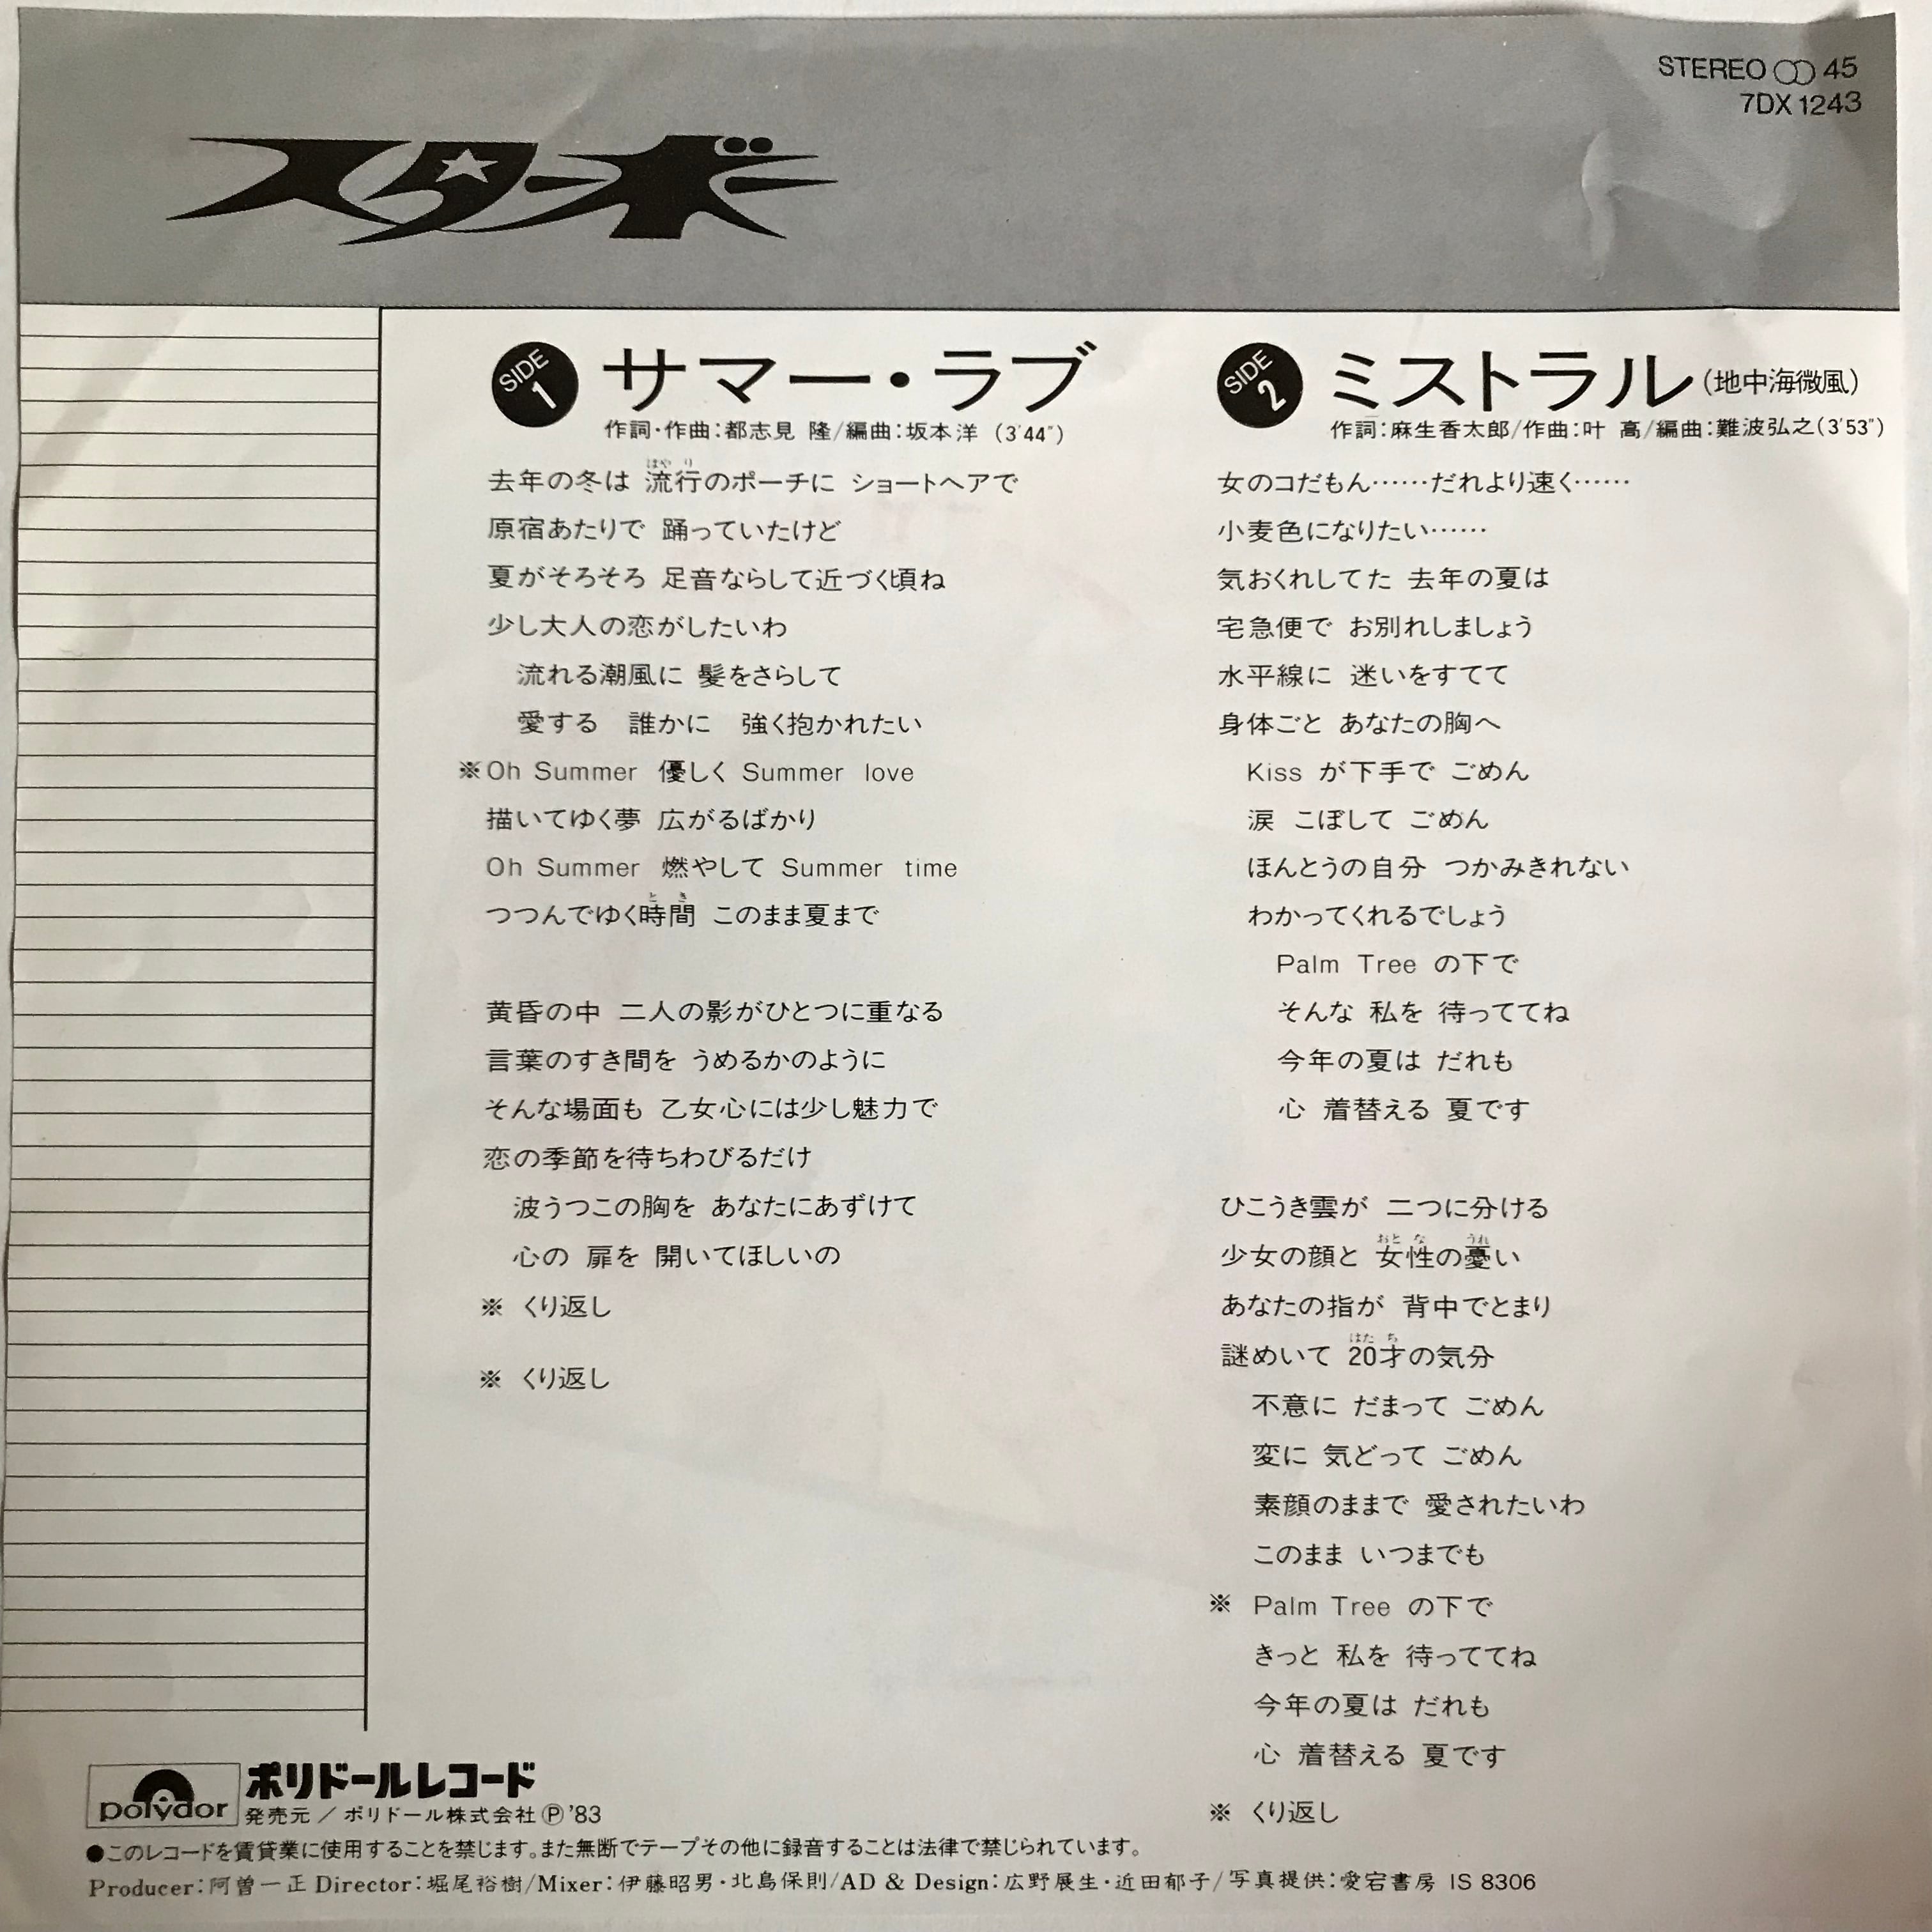 STEREO 45
7DX1243
スターボー
SIDE 1
サマー・ラブ
作詞・作曲:都志見 隆/編曲:坂本洋 (3'44")
去年の冬は 流行のポーチに ショートヘアで
はやり
原宿あたりで 踊っていたけど
夏がそろそろ 足音ならして近づく頃ね
少し大人の恋がしたいわ
流れる潮風に 髪をさらして
愛する 誰かに 強く抱かれたい
※Oh Summer 優しく Summer love
描いてゆく夢 広がるばかり
Oh Summer 燃やして Summer time
つつんでゆく時間 このまま夏まで
とき
黄昏の中 二人の影がひとつに重なる
言葉のすき間を うめるかのように
そんな場面も 乙女心には少し魅力で
恋の季節を待ちわびるだけ
波うつこの胸を あなたにあずけて
心の 扉を 開いてほしいの
※ くり返し
※ くり返し
SIDE 2
ミストラル(地中海微風)
作詞:麻生香太郎/作曲:叶 高/編曲:難波弘之(3'53")
女のコだもん……だれより速く……
小麦色になりたい……
気おくれしてた 去年の夏は
宅急便で お別れしましょう
水平線に 迷いをすてて
身体ごと あなたの胸へ
Kiss が下手で ごめん
涙 こぼして ごめん
ほんとうの自分 つかみきれない
わかってくれるでしょう
Palm Tree の下で
そんな 私を 待っててね
今年の夏は だれも
心 着替える 夏です
ひこうき雲が 二つに分ける
少女の顔と 女性の憂い
おとな うれ
あなたの指が 背中でとまり
謎めいて 20才の気分
はたち
不意に だまって ごめん
変に 気どって ごめん
素顔のままで 愛されたいわ
このまま いつまでも
※ Palm Tree の下で
きっと 私を 待っててね
今年の夏は だれも
心 着替える 夏です
※ くり返し
polydor
ポリドールレコード
発売元/ポリドール株式会社Ⓟ'83
●このレコードを賃貸業に使用することを禁じます。また無断でテープその他に録音することは法律で禁じられています。
Producer:阿曽一正 Director:堀尾裕樹/Mixer:伊藤昭男・北島保則/AD & Design:広野展生・近田郁子/写真提供:愛宕書房 IS 8306